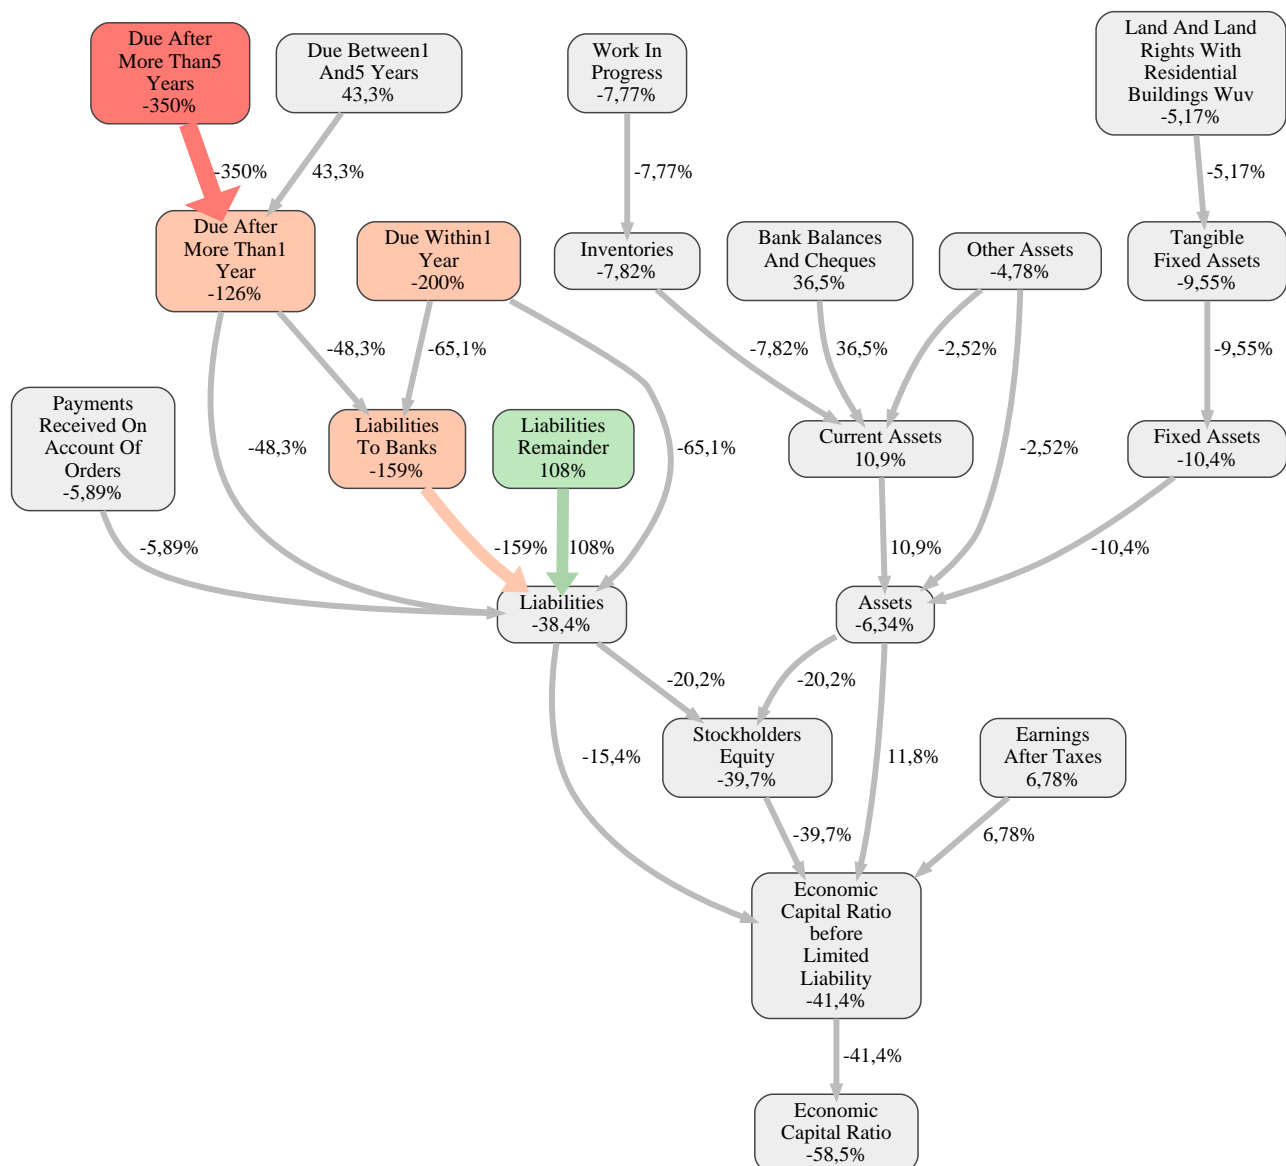 Due After
More Than5
Years
-350%
Due Between1
And5 Years
43,3%
Work In
Progress
-7,77%
Land And Land
Rights With
Residential
Buildings Wuv
-5,17%
-350%
43,3%
-7,77%
-5,17%
Due After
More Than1
Year
-126%
Due Within1
Year
-200%
Inventories
-7,82%
Bank Balances
And Cheques
36,5%
Other Assets
-4,78%
Tangible
Fixed Assets
-9,55%
-48,3%
-65,1%
-7,82%
36,5%
-2,52%
-9,55%
Payments
Received On
Account Of
Orders
-5,89%
-48,3%
Liabilities
To Banks
-159%
Liabilities
Remainder
108%
-65,1%
Current Assets
10,9%
-2,52%
Fixed Assets
-10,4%
-5,89%
-159%
108%
10,9%
-10,4%
Liabilities
-38,4%
Assets
-6,34%
-20,2%
-20,2%
-15,4%
Stockholders
Equity
-39,7%
11,8%
Earnings
After Taxes
6,78%
-39,7%
6,78%
Economic
Capital Ratio
before
Limited
Liability
-41,4%
-41,4%
Economic
Capital Ratio
-58,5%